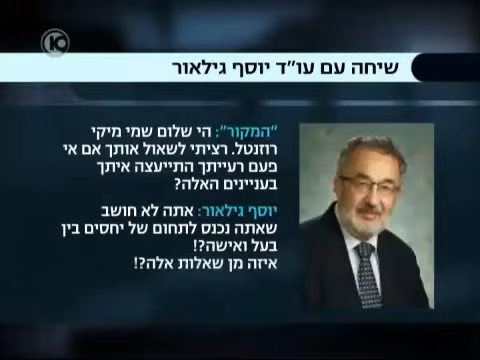 10
שיחה עם עו"ד יוסף גילאור
"המקור": הי שלום שמי מיקי
רוזנטל. רציתי לשאול אותך אם אי
פעם רעייתך התייעצה איתך
בעניינים האלה?
יוסף גילאור: אתה לא חושב
שאתה נכנס לתחום של יחסים בין
בעל ואישה?!
איזה מן שאלות אלה?!